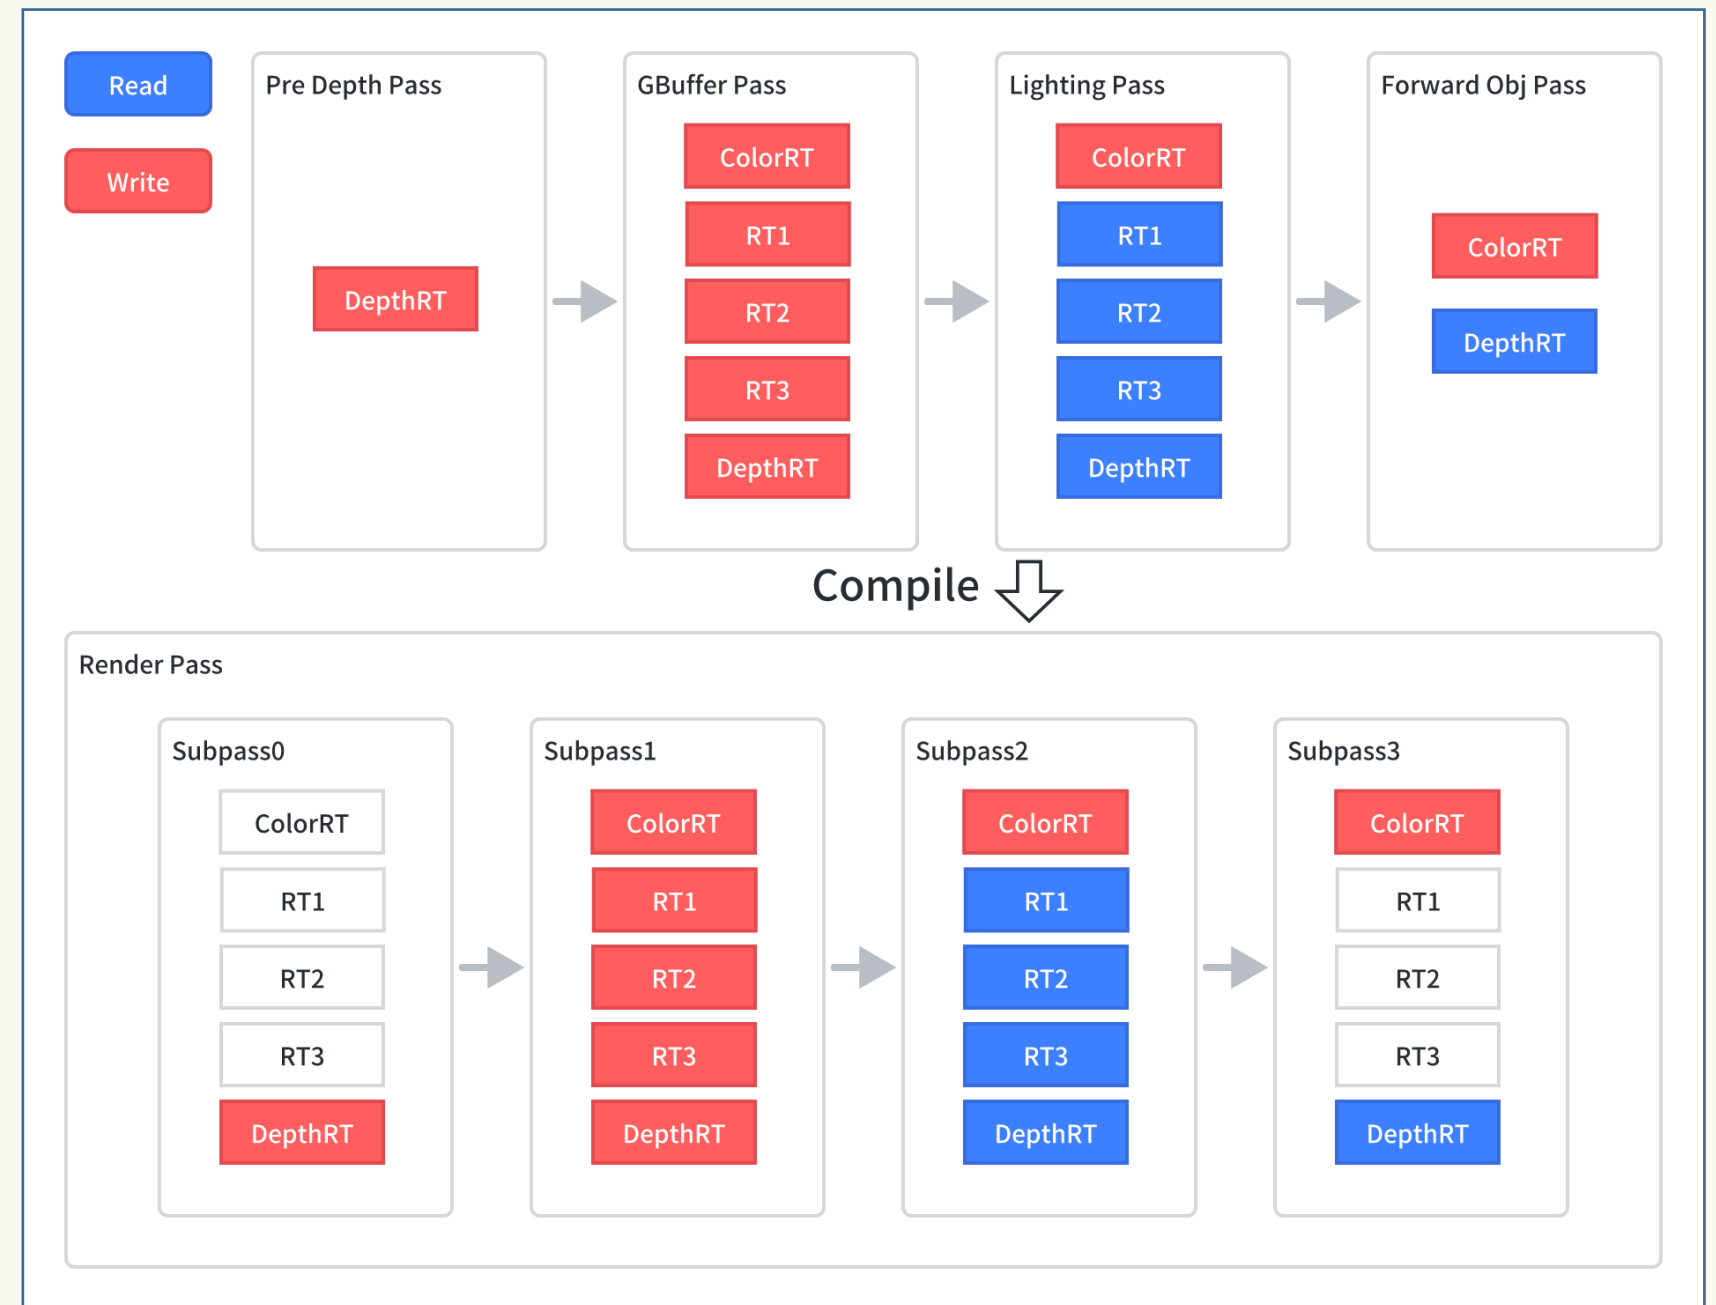 Read
Write
Pre Depth Pass
DepthRT
GBuffer Pass
ColorRT
RT1
RT2
RT3
DepthRT
Lighting Pass
ColorRT
RT1
RT2
RT3
DepthRT
Forward Obj Pass
ColorRT
DepthRT
Compile
Render Pass
Subpass0
ColorRT
RT1
RT2
RT3
DepthRT
Subpass1
ColorRT
RT1
RT2
RT3
DepthRT
Subpass2
ColorRT
RT1
RT2
RT3
DepthRT
Subpass3
ColorRT
RT1
RT2
RT3
DepthRT